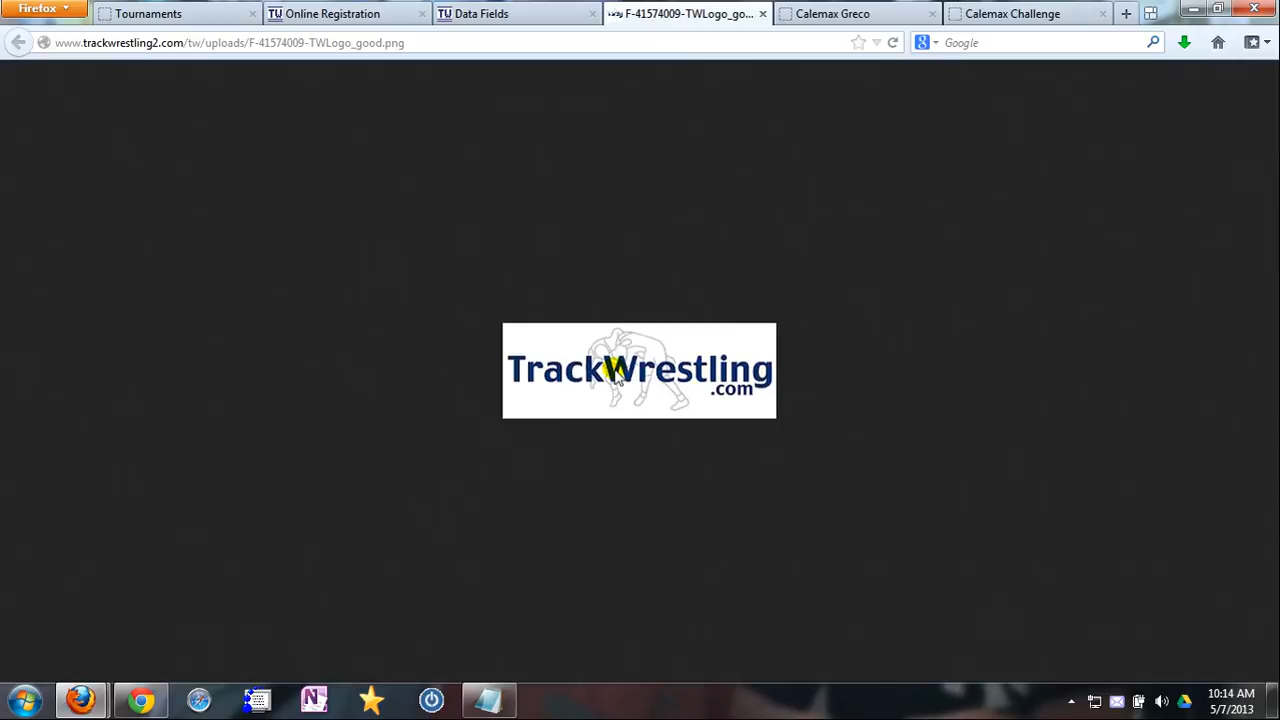 Firefox
Tournaments
Online Registration
Data Fields
F-41574009-TWLogo_go...
Calemax Greco
Calemax Challenge
www.trackwrestling2.com/tw/uploads/F-41574009-TWLogo_good.png
Google
TrackWrestling
.com
10:14 AM
5/7/2013